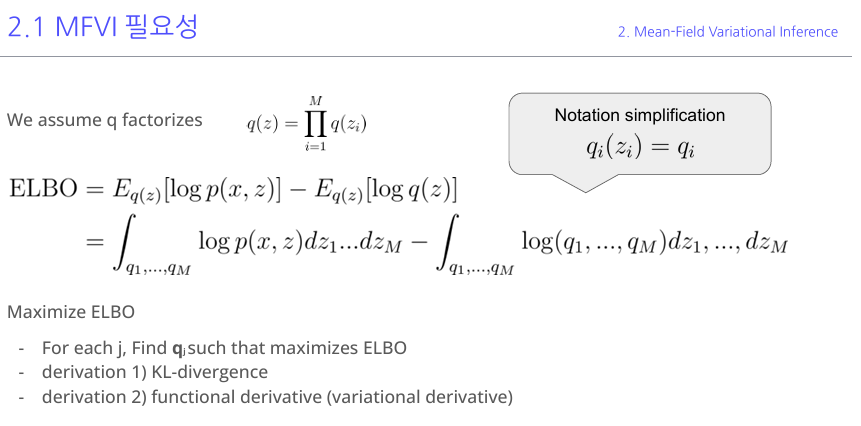 2.1 MFVI 필요성
2. Mean-Field Variational Inference
We assume q factorizes
q(z) = ∏_{i=1}^{M} q(z_i)
Notation simplification
q_i(z_i) = q_i
ELBO = E_{q(z)}[log p(x, z)] − E_{q(z)}[log q(z)]
= ∫_{q_1,...,q_M} log p(x, z)dz_1...dz_M − ∫_{q_1,...,q_M} log(q_1, ..., q_M)dz_1, ..., dz_M
Maximize ELBO
- For each j, Find q_j such that maximizes ELBO
- derivation 1) KL-divergence
- derivation 2) functional derivative (variational derivative)